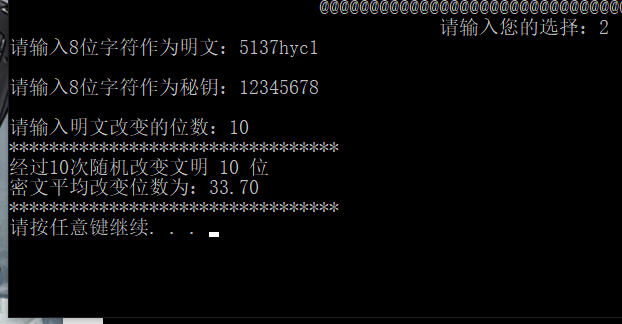 @@@@@@@@@@@@@@@@@@@@@@@@@@@@@@@
请输入您的选择：2
请输入8位字符作为明文：5137hyc1
请输入8位字符作为秘钥：12345678
请输入明文改变的位数：10
*********************************
经过10次随机改变文明 10 位
密文平均改变位数为：33.70
*********************************
请按任意键继续. . .